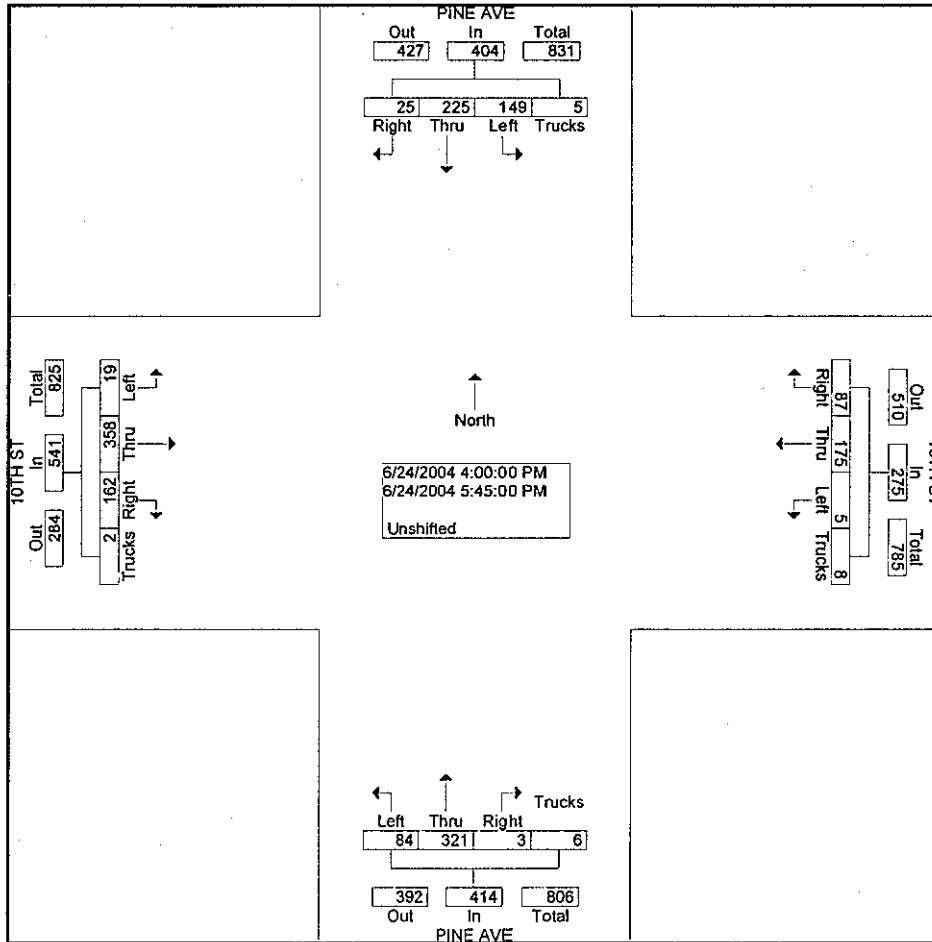 PINE AVE
Out In Total
427 404 831
25 225 149 5
Right Thru Left Trucks
10TH ST
Total In Out
825 541 284
19 358 162 2
Left Thru Right Trucks
North
6/24/2004 4:00:00 PM
6/24/2004 5:45:00 PM
Unshifted
Right Thru Left Trucks
87 175 5 8
510 275 785
Out In Total
Trucks
Left Thru Right
84 321 3 6
392 414 806
Out In Total
PINE AVE